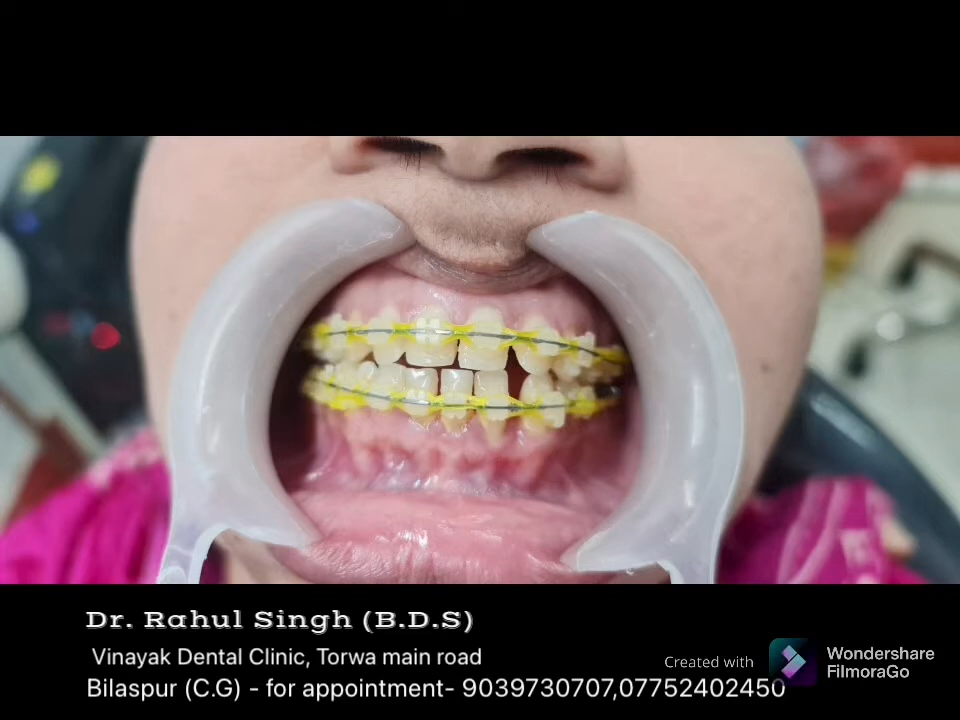 Dr. Rahul Singh (B.D.S)
Vinayak Dental Clinic, Torwa main road
Bilaspur (C.G) - for appointment- 9039730707,07752402450
Created with
Wondershare
FilmoraGo